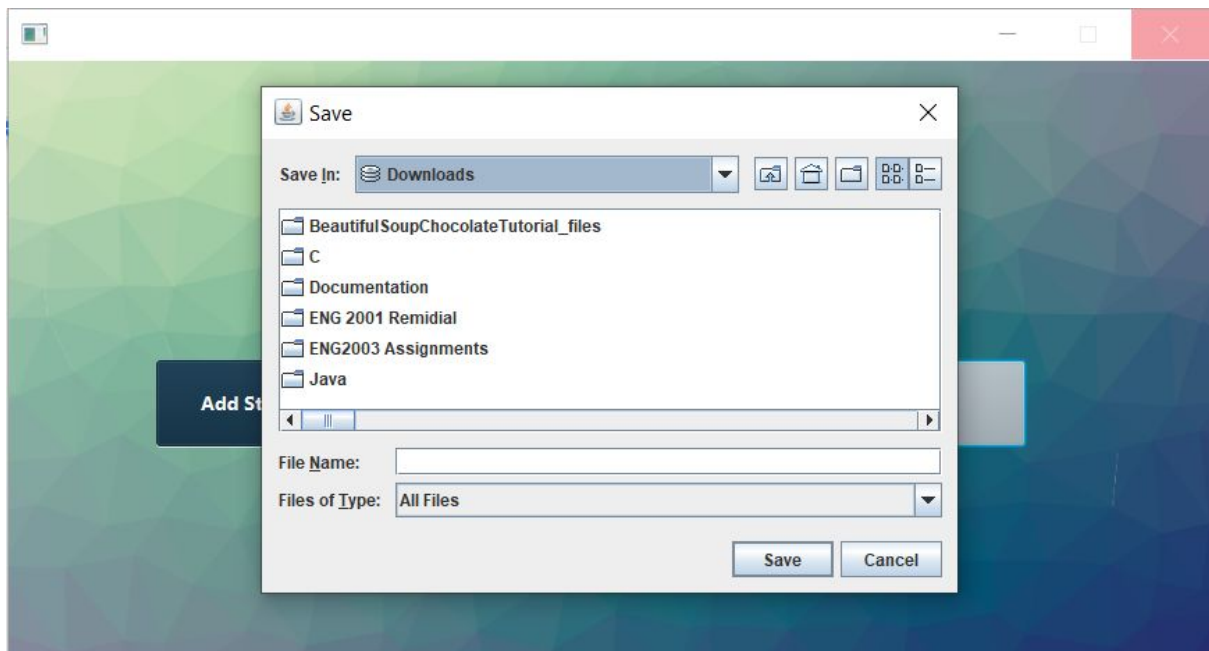 Save
Save In: Downloads
BeautifulSoupChocolateTutorial_files
C
Documentation
ENG 2001 Remidial
ENG2003 Assignments
Java
Add St
File Name:
Files of Type: All Files
Save Cancel